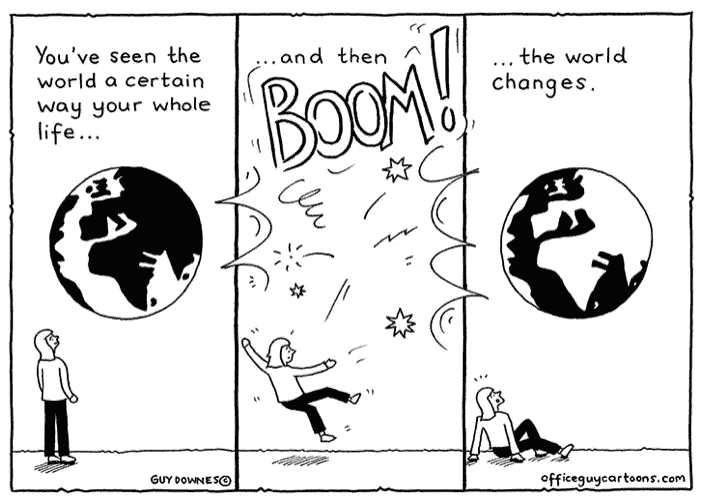 You've seen the
world a certain
way your whole
life...
...and then
BOOM!
...the world
changes.
GUY DOWNES©
officeguycartoons.com